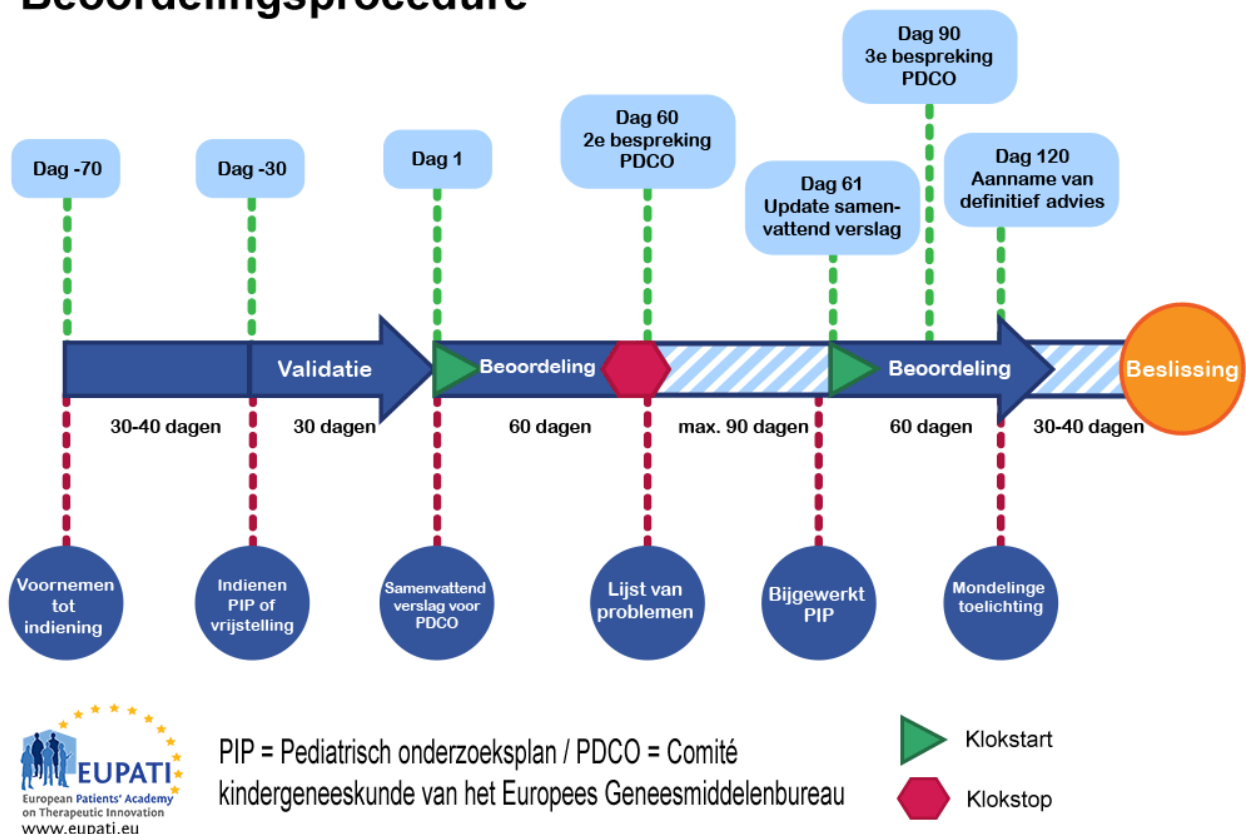 Beoordelingsprocedure
Dag 90
3e bespreking
PDCO
Dag 60
2e bespreking
PDCO
Dag -70
Dag -30
Dag 1
Dag 61
Update samen-
vattend verslag
Dag 120
Aanname van
definitief advies
Validatie
Beoordeling
Beoordeling
Beslissing
30-40 dagen
30 dagen
60 dagen
max. 90 dagen
60 dagen
30-40 dagen
Voornemen
tot
indiening
Indienen
PIP of
vrijstelling
Samenvattend
verslag voor
PDCO
Lijst van
problemen
Bijgewerkt
PIP
Mondelinge
toelichting
EUPATI
European Patients' Academy
on Therapeutic Innovation
www.eupati.eu
PIP = Pediatrisch onderzoeksplan / PDCO = Comité
kindergeneeskunde van het Europees Geneesmiddelenbureau
Klokstart
Klokstop